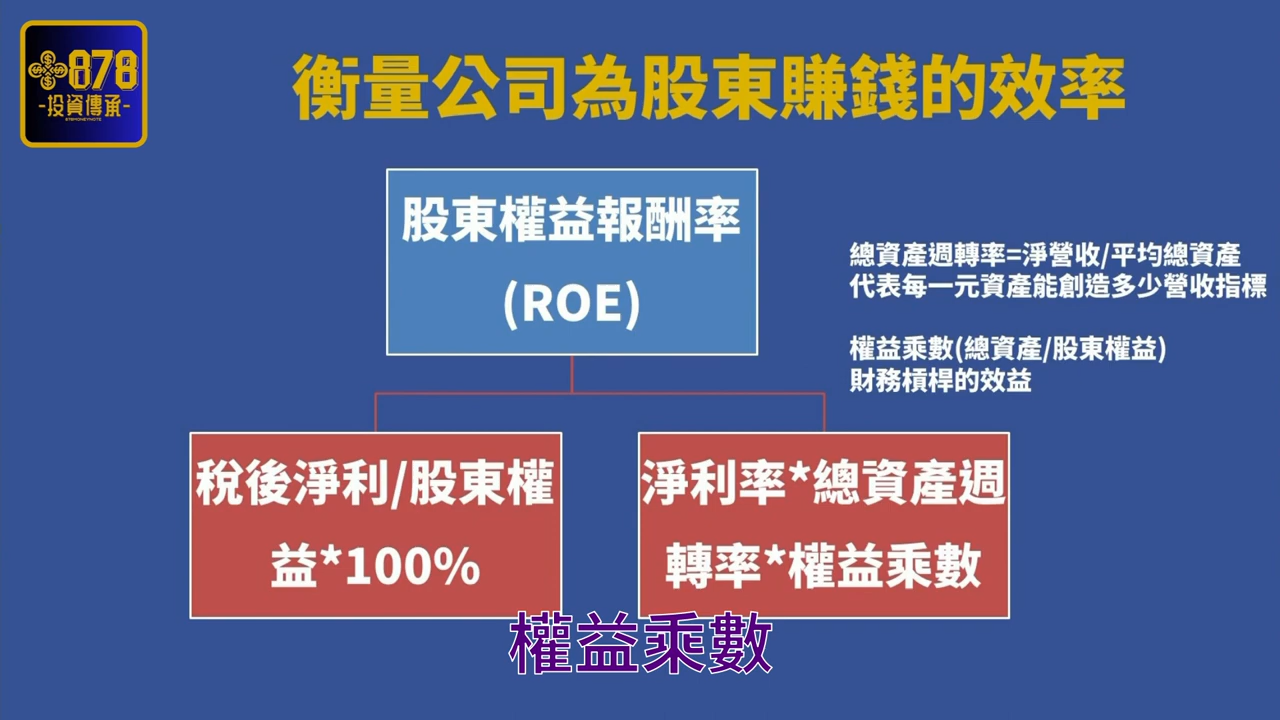 878
-投資傳承-
衡量公司為股東賺錢的效率
股東權益報酬率
(ROE)
總資產週轉率=淨營收/平均總資產
代表每一元資產能創造多少營收指標
權益乘數(總資產/股東權益)
財務槓桿的效益
稅後淨利/股東權
益*100%
淨利率*總資產週
轉率*權益乘數
權益乘數